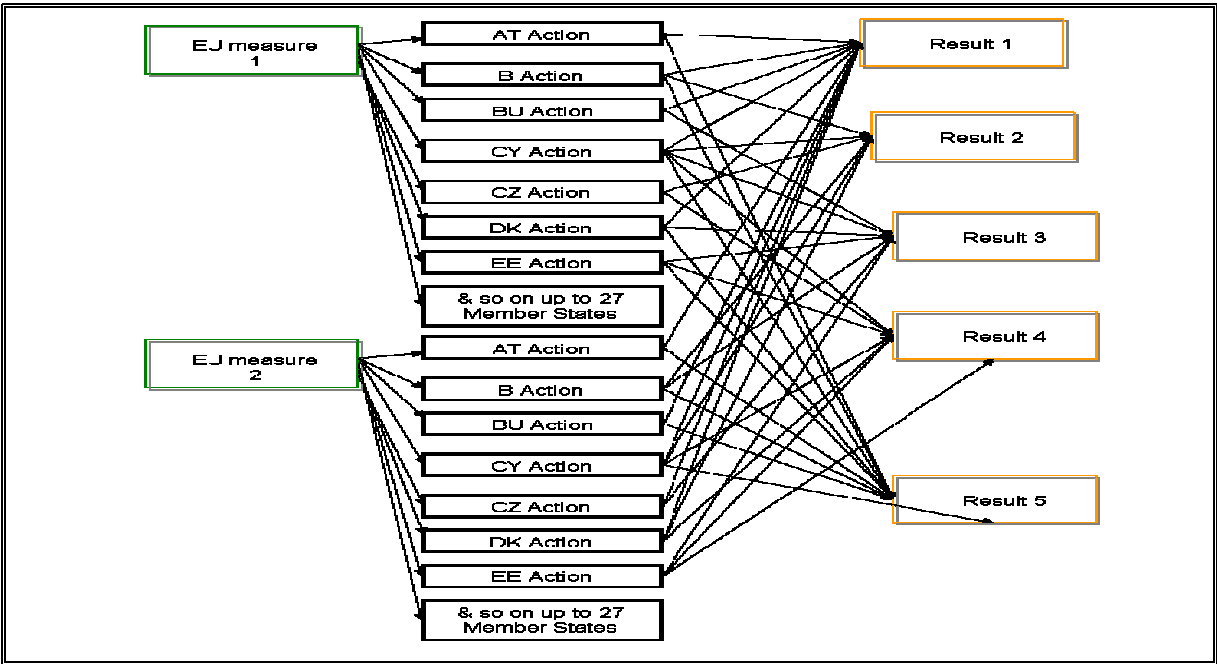 EJ measure
1
AT Action
B Action
BU Action
CY Action
CZ Action
DK Action
EE Action
& so on up to 27
Member States
EJ measure
2
AT Action
B Action
BU Action
CY Action
CZ Action
DK Action
EE Action
& so on up to 27
Member States
Result 1
Result 2
Result 3
Result 4
Result 5